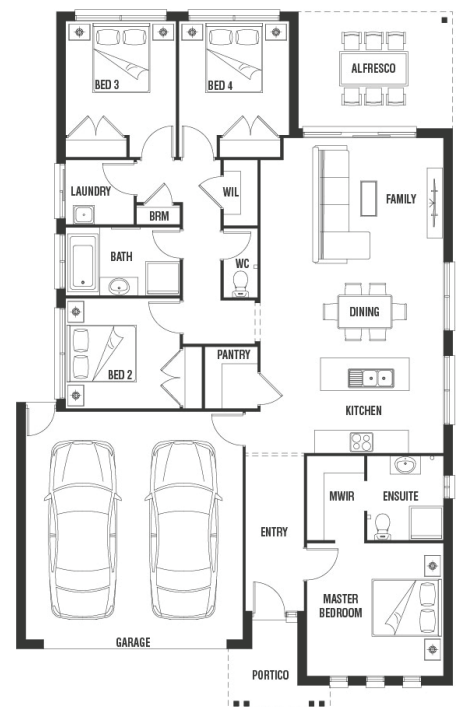 ALFRESCO
BED 3
BED 4
LAUNDRY
WIL
FAMILY
BRM
BATH
WC
DINING
PANTRY
BED 2
KITCHEN
MWIR
ENSUITE
ENTRY
MASTER
BEDROOM
GARAGE
PORTICO